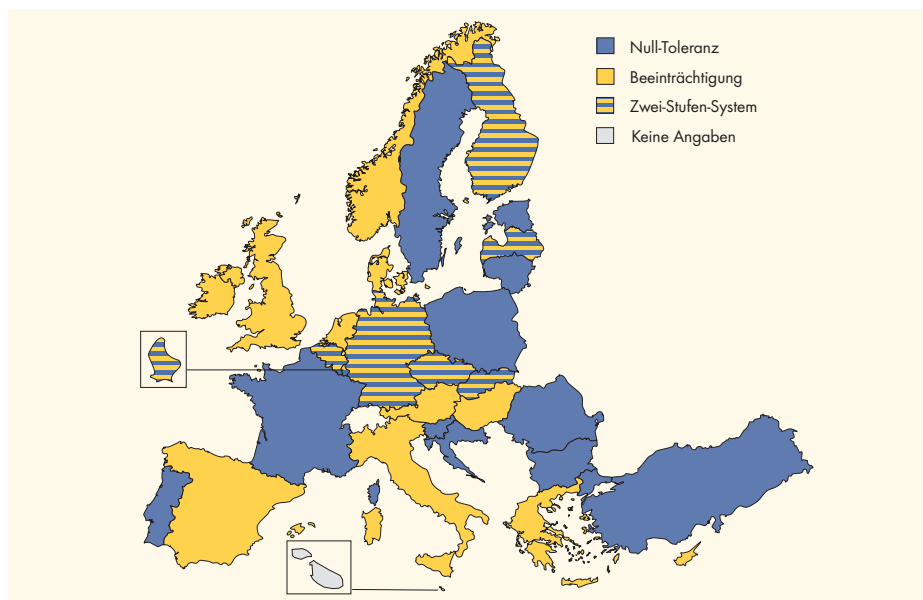 Null-Toleranz
Beeinträchtigung
Zwei-Stufen-System
Keine Angaben